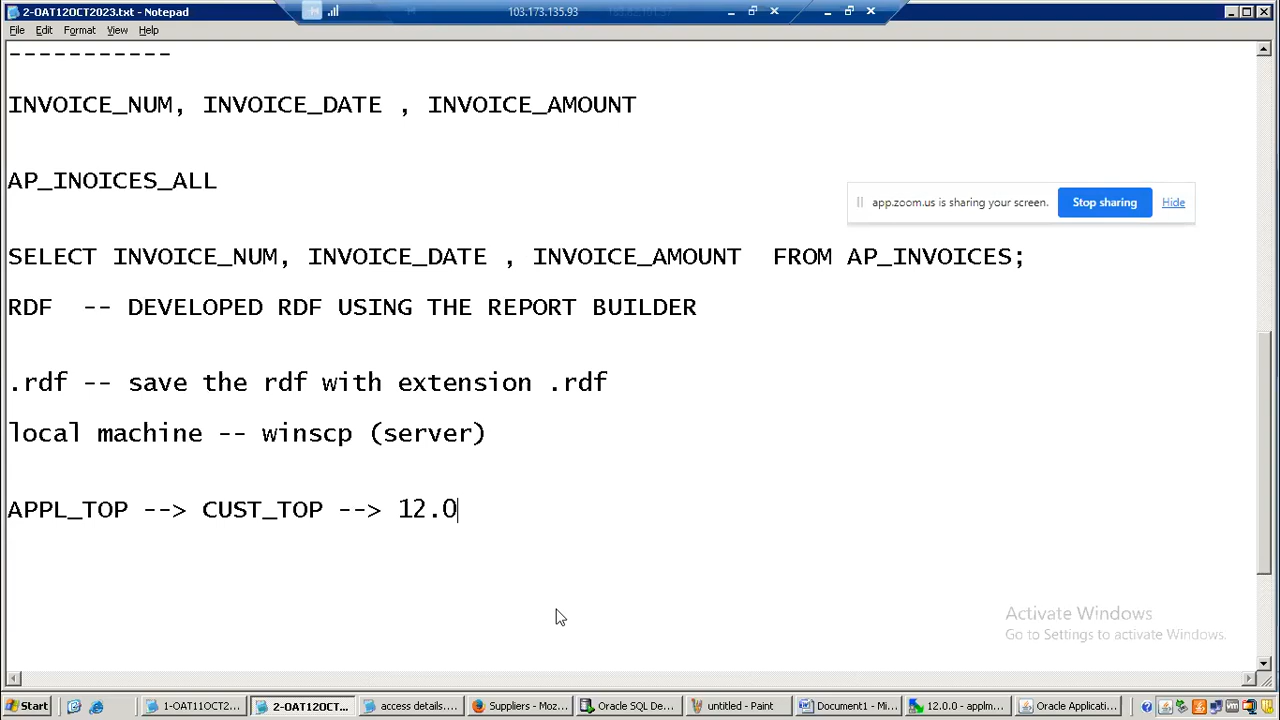 2-OAT12OCT2023.txt - Notepad
103.173.135.93
File Edit Format View Help
-----------
INVOICE_NUM, INVOICE_DATE , INVOICE_AMOUNT
AP_INOICES_ALL
app.zoom.us is sharing your screen. Stop sharing Hide
SELECT INVOICE_NUM, INVOICE_DATE , INVOICE_AMOUNT  FROM AP_INVOICES;
RDF  -- DEVELOPED RDF USING THE REPORT BUILDER
.rdf -- save the rdf with extension .rdf
local machine -- winscp (server)
APPL_TOP --> CUST_TOP --> 12.0
Activate Windows
Go to Settings to activate Windows.
Start 1-OAT11OCT2... 2-OAT12OCT... access details.... Suppliers - M... Oracle SQL De... untitled - Paint Document1 - Mi... 12.0.0 - applm... Oracle Applicat...